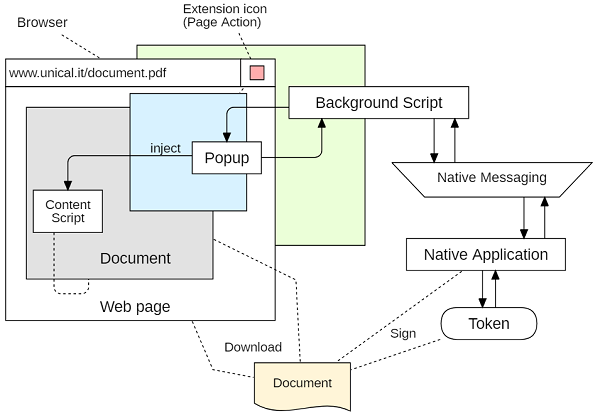 Extension icon
(Page Action)
Browser
www.unical.it/document.pdf
Background Script
inject
Popup
Native Messaging
Content
Script
Document
Native Application
Web page
Token
Sign
Download
Document